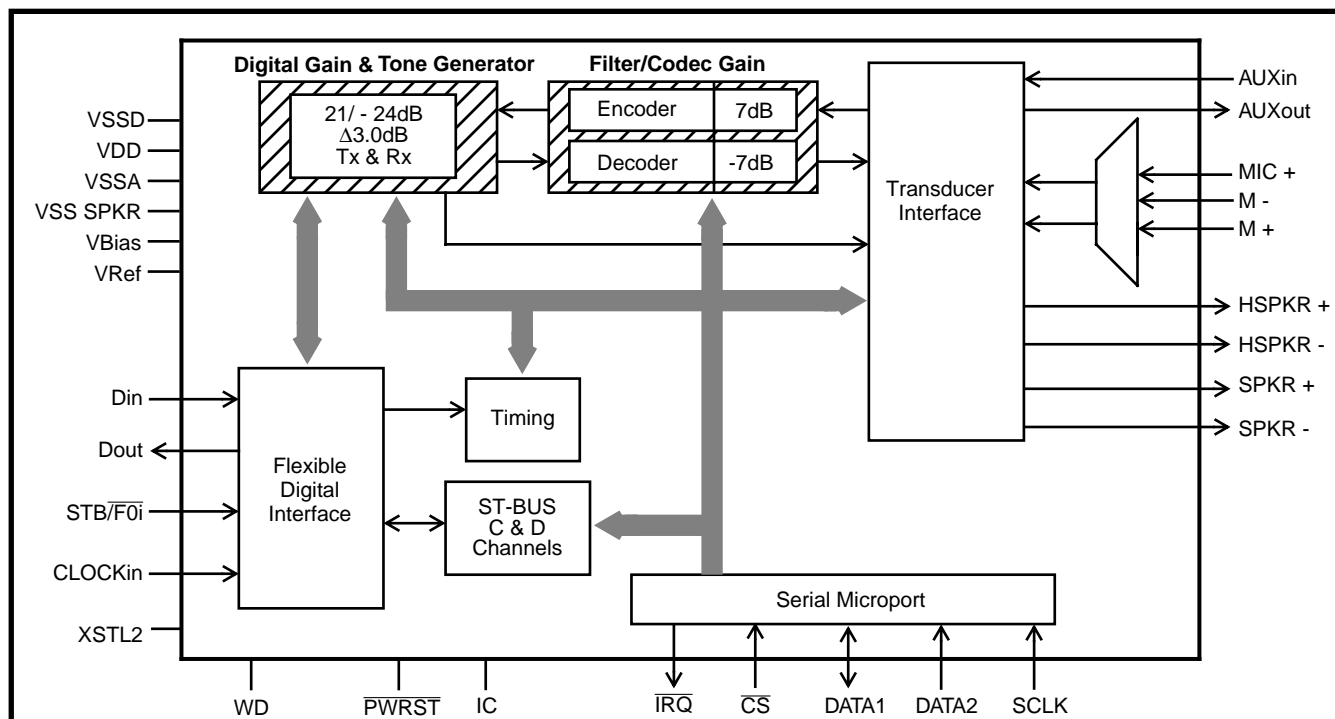 Digital Gain & Tone Generator
Filter/Codec Gain
21/ - 24dB
Δ3.0dB
Tx & Rx
Encoder
7dB
Decoder
-7dB
Transducer
Interface
AUXin
AUXout
MIC +
M -
M +
HSPKR +
HSPKR -
SPKR +
SPKR -
VSSD
VDD
VSSA
VSS SPKR
VBias
VRef
Din
Dout
STB/F0i
CLOCKin
XSTL2
Flexible
Digital
Interface
Timing
ST-BUS
C & D
Channels
Serial Microport
WD
PWRST
IC
IRQ
CS
DATA1
DATA2
SCLK